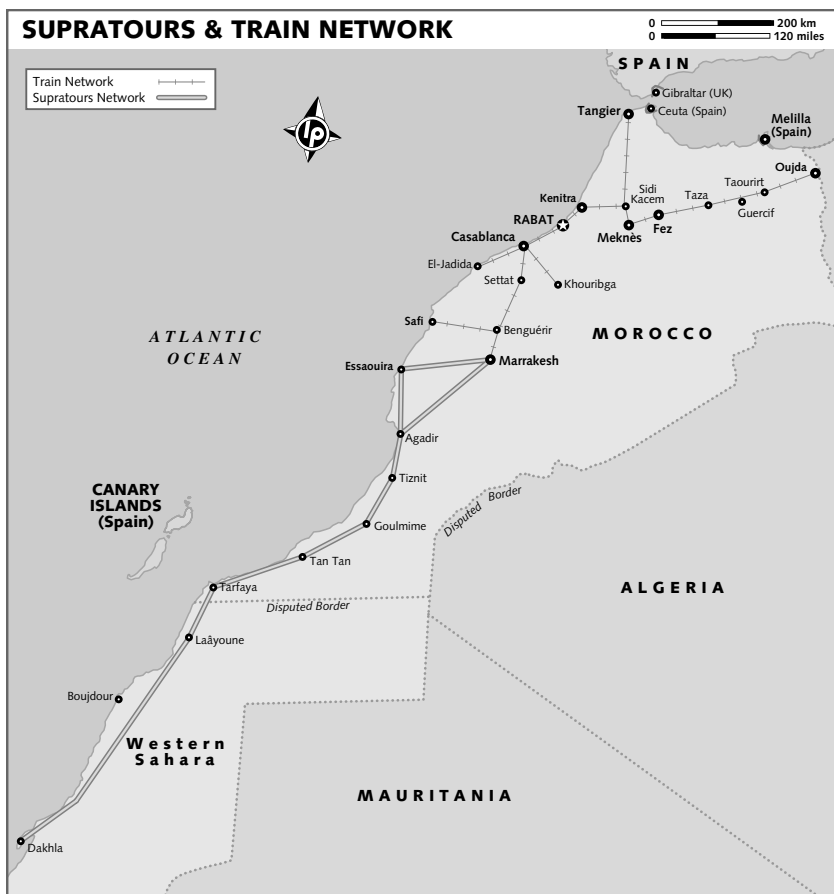 SUPRATOURS & TRAIN NETWORK
0 200 km
0 120 miles
Train Network
Supratours Network
lp
SPAIN
Gibraltar (UK)
Ceuta (Spain)
Tangier
Melilla
(Spain)
Oujda
Taourirt
Taza
Guercif
Sidi
Kacem
Kenitra
RABAT
Fez
Meknès
Casablanca
El-Jadida
Settat
Khouribga
Safi
Benguérir
MOROCCO
ATLANTIC
OCEAN
Essaouira
Marrakesh
Agadir
Tiznit
CANARY
ISLANDS
(Spain)
Goulmime
Disputed Border
Tan Tan
Tarfaya
Disputed Border
ALGERIA
Laâyoune
Boujdour
Western
Sahara
MAURITANIA
Dakhla